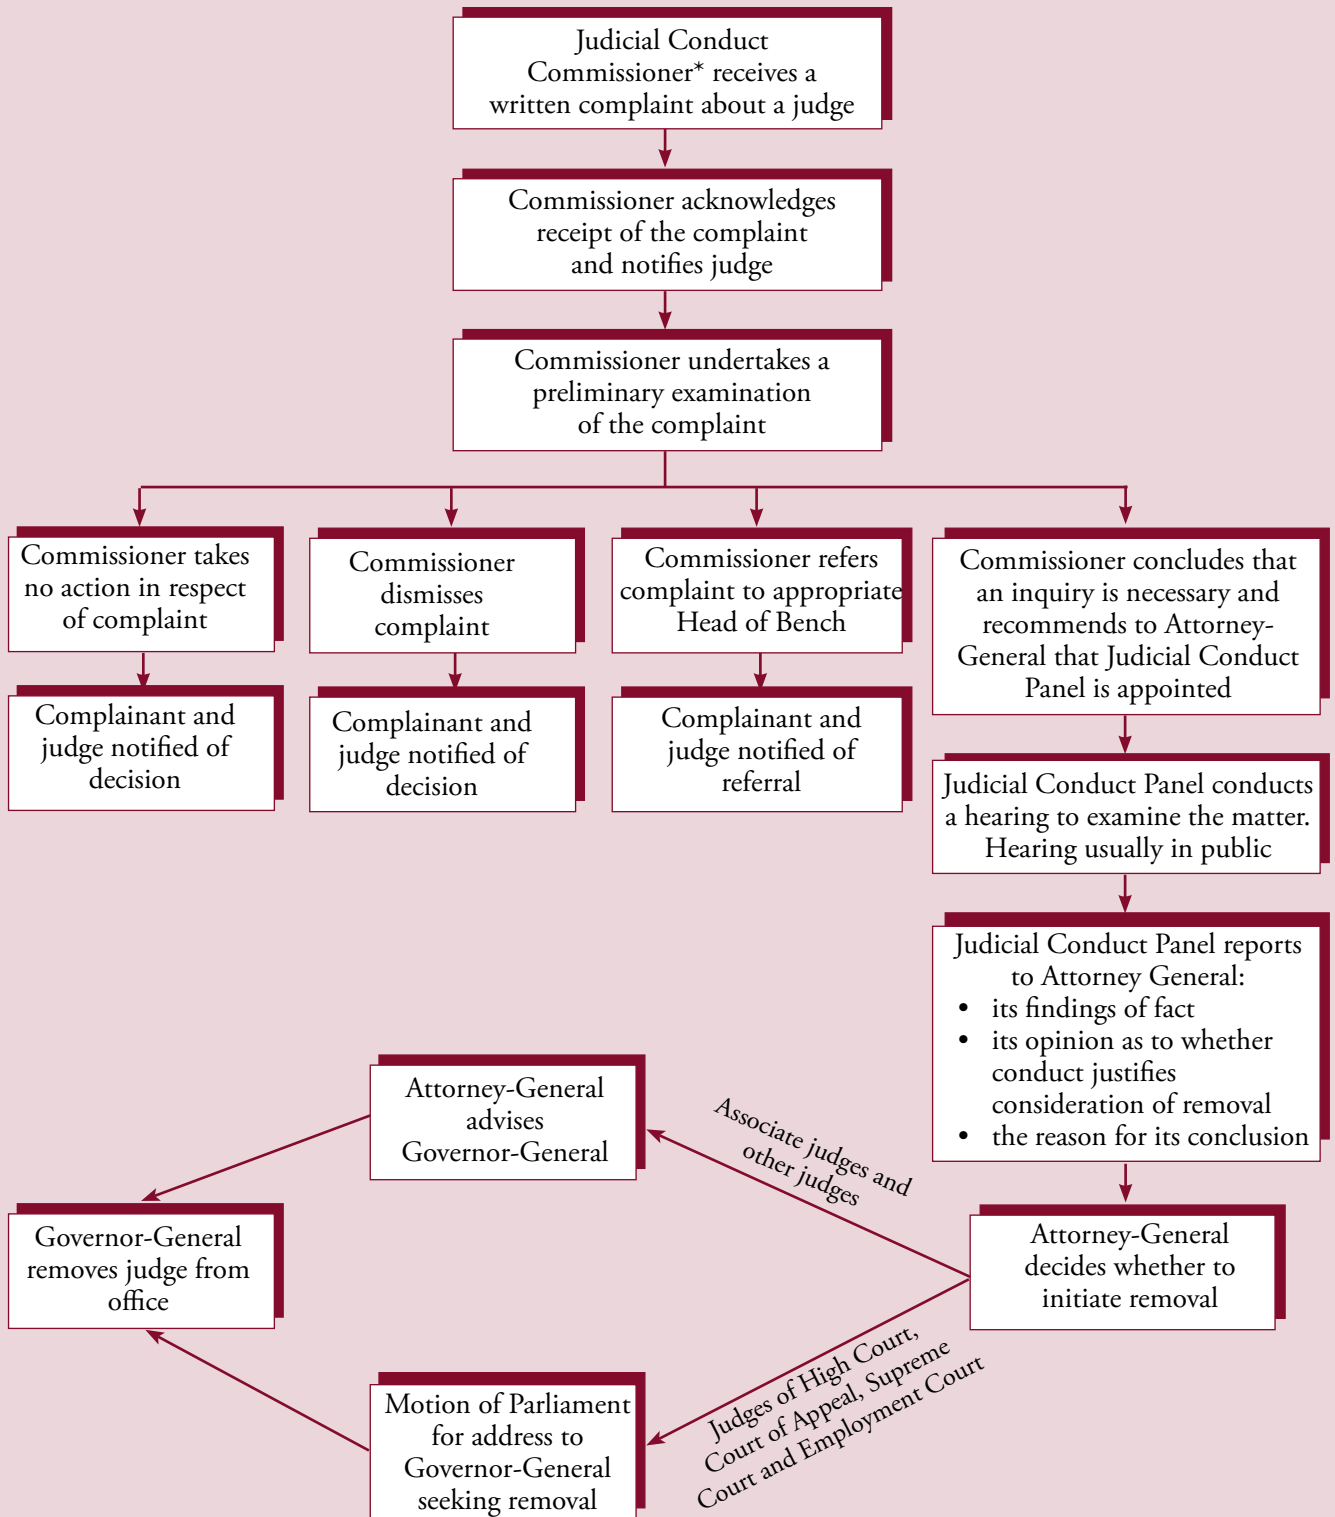 Judicial Conduct
Commissioner* receives a
written complaint about a judge
Commissioner acknowledges
receipt of the complaint
and notifies judge
Commissioner undertakes a
preliminary examination
of the complaint
Commissioner takes
no action in respect
of complaint
Commissioner
dismisses
complaint
Commissioner refers
complaint to appropriate
Head of Bench
Commissioner concludes that
an inquiry is necessary and
recommends to Attorney-
General that Judicial Conduct
Panel is appointed
Complainant and
judge notified of
decision
Complainant and
judge notified of
decision
Complainant and
judge notified of
referral
Judicial Conduct Panel conducts
a hearing to examine the matter.
Hearing usually in public
Judicial Conduct Panel reports
to Attorney General:
• its findings of fact
• its opinion as to whether
conduct justifies
consideration of removal
• the reason for its conclusion
Attorney-General
decides whether to
initiate removal
Associate judges and
other judges
Attorney-General
advises
Governor-General
Judges of High Court,
Court of Appeal, Supreme
Court and Employment Court
Motion of Parliament
for address to
Governor-General
seeking removal
Governor-General
removes judge from
office